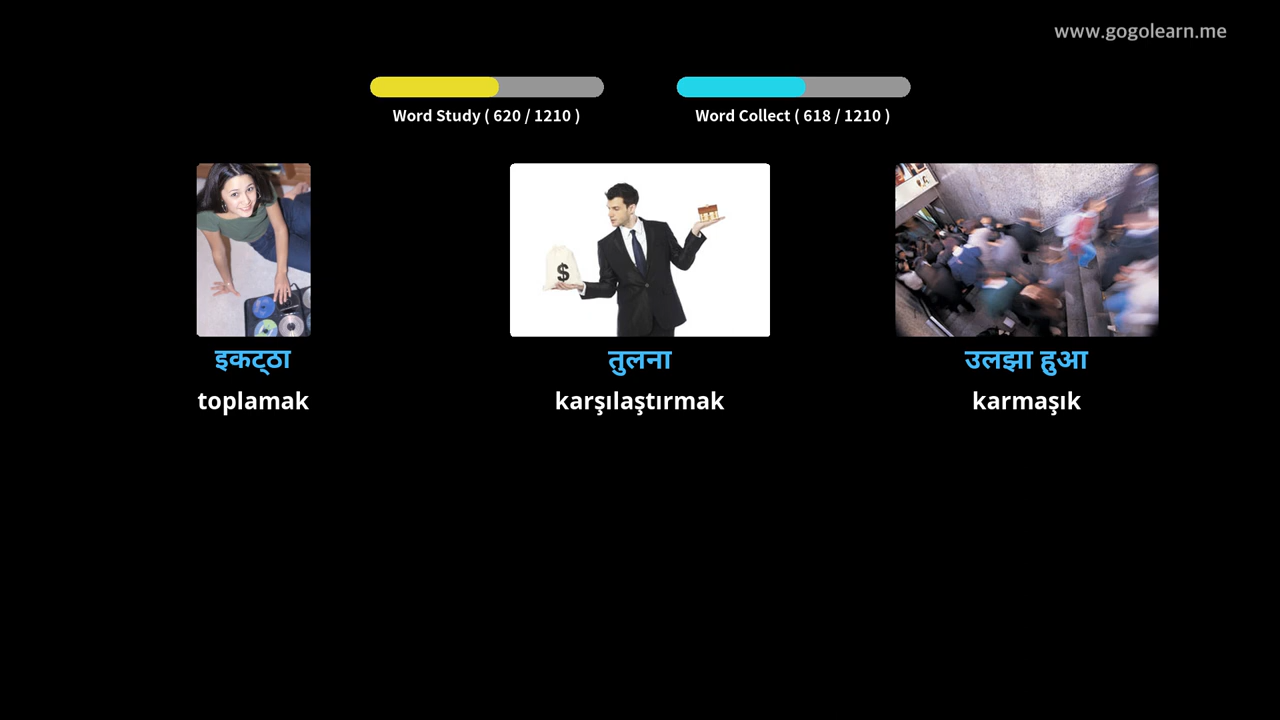 www.gogolearn.me
Word Study ( 620 / 1210 )
Word Collect ( 618 / 1210 )
$
इकट्ठा
तुलना
उलझा हुआ
toplamak
karşılaştırmak
karmaşık